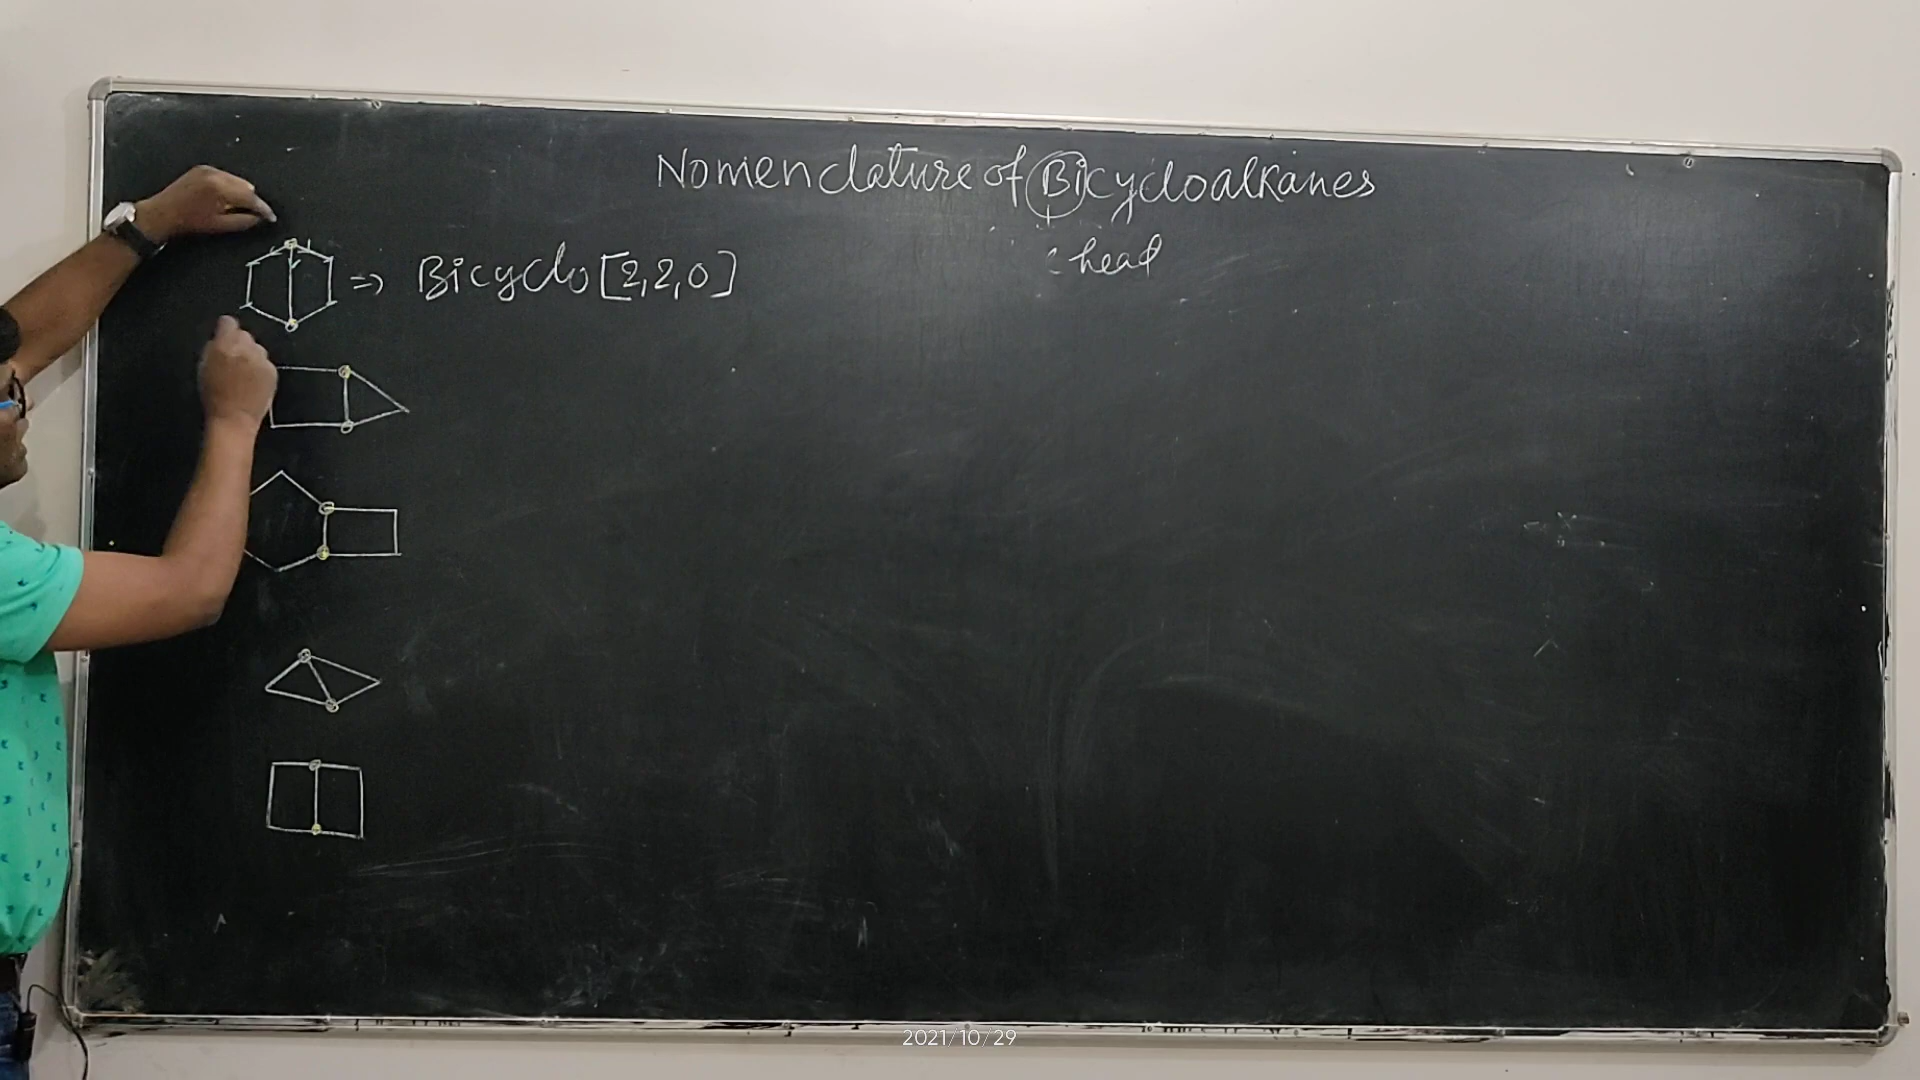 Nomenclature of Bicycloalkanes
head
=> Bicyclo [2,2,0]
2021/10/29